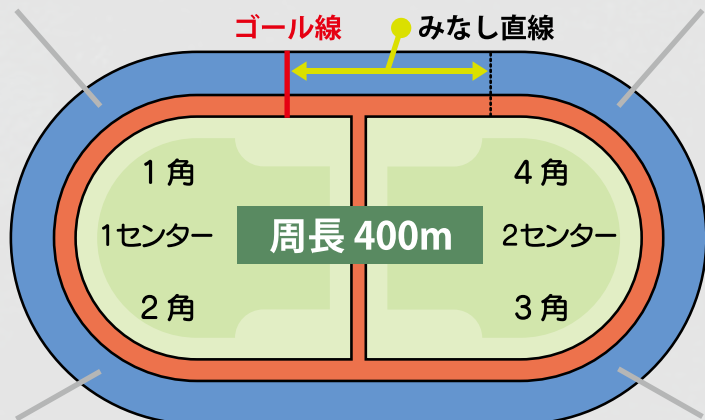 ゴール線
みなし直線
1角
4角
1センター
周長400m
2センター
2角
3角